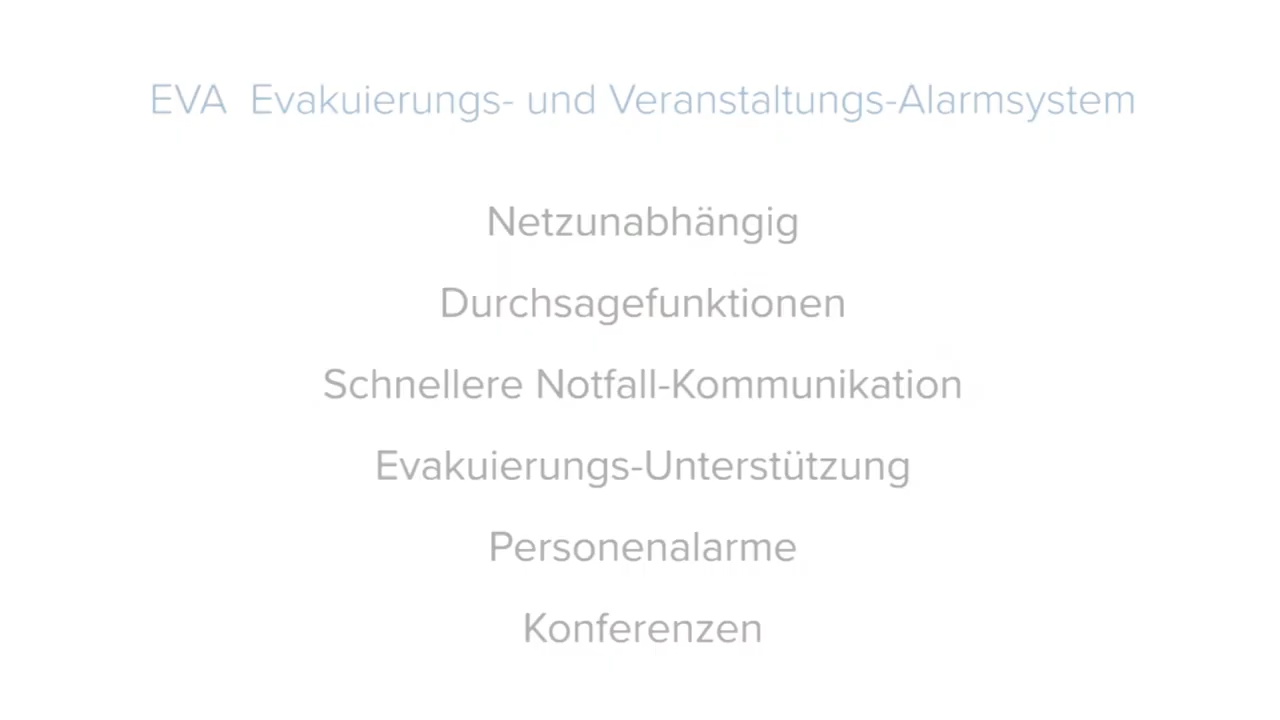 EVA Evakuierungs- und Veranstaltungs-Alarmsystem
Netzunabhängig
Durchsagefunktionen
Schnellere Notfall-Kommunikation
Evakuierungs-Unterstützung
Personenalarme
Konferenzen